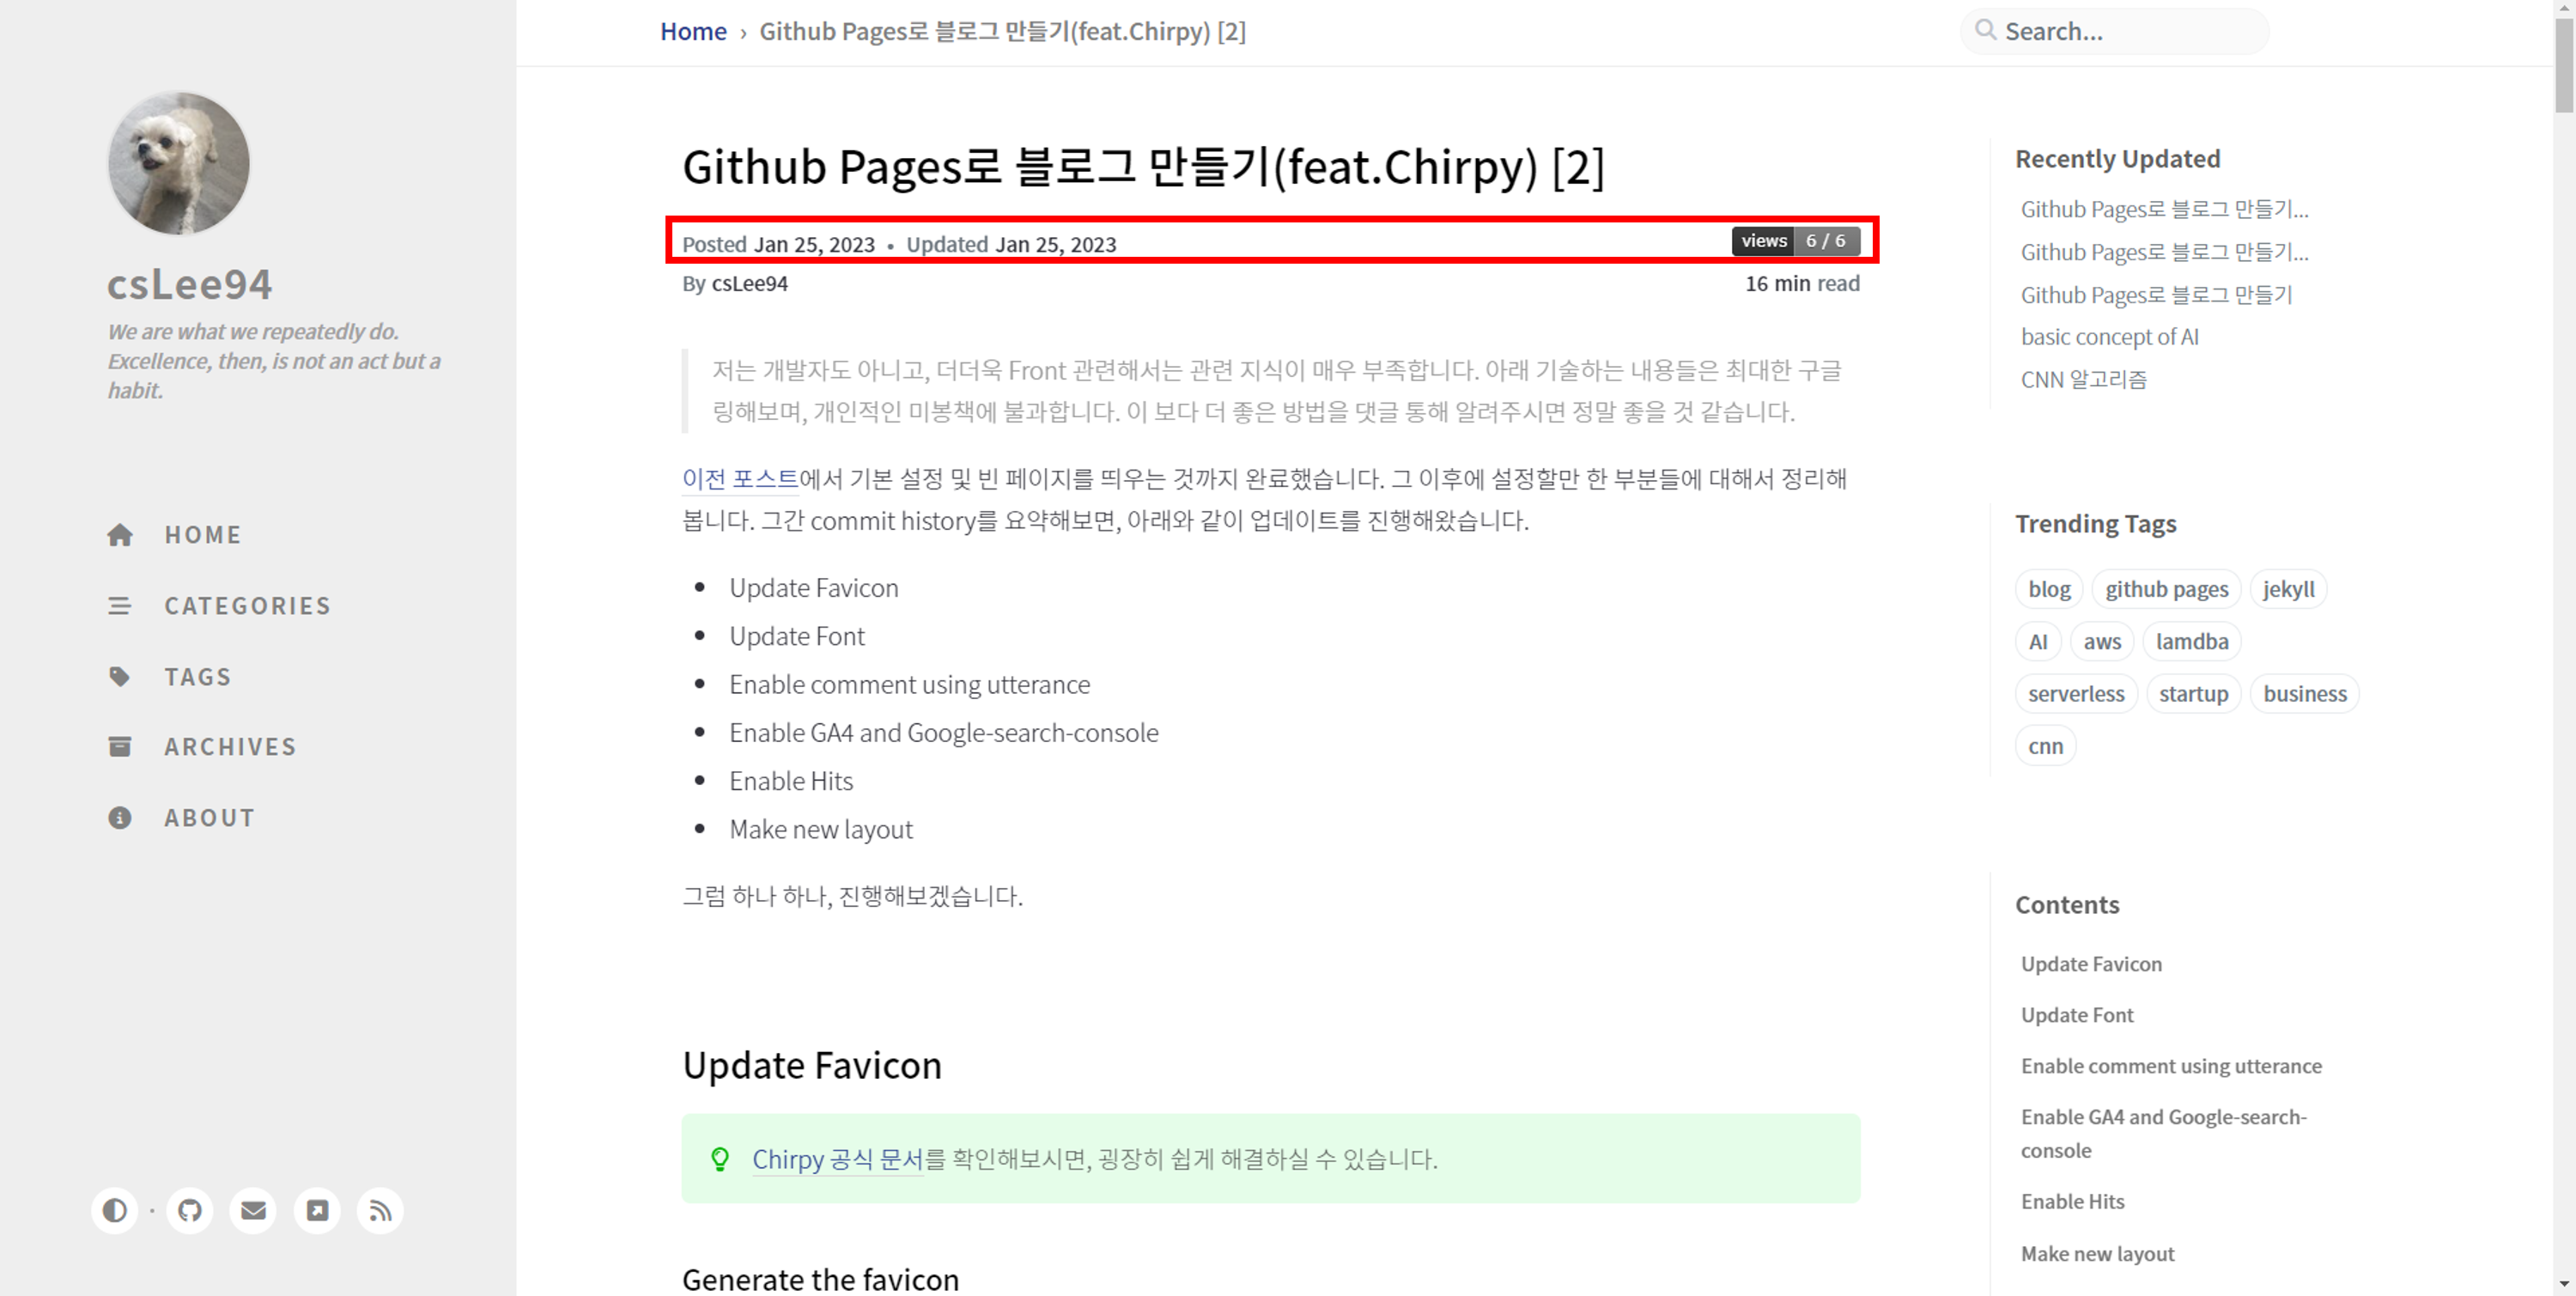 csLee94
We are what we repeatedly do.
Excellence, then, is not an act but a
habit.
HOME
CATEGORIES
TAGS
ARCHIVES
ABOUT
Home › Github Pages로 블로그 만들기(feat.Chirpy) [2]
Search...
Github Pages로 블로그 만들기(feat.Chirpy) [2]
Posted Jan 25, 2023 • Updated Jan 25, 2023
views 6 / 6
By csLee94
16 min read
저는 개발자도 아니고, 더더욱 Front 관련해서는 관련 지식이 매우 부족합니다. 아래 기술하는 내용들은 최대한 구글
링해보며, 개인적인 미봉책에 불과합니다. 이 보다 더 좋은 방법을 댓글 통해 알려주시면 정말 좋을 것 같습니다.
이전 포스트에서 기본 설정 및 빈 페이지를 띄우는 것까지 완료했습니다. 그 이후에 설정할만 한 부분들에 대해서 정리해
봅니다. 그간 commit history를 요약해보면, 아래와 같이 업데이트를 진행해왔습니다.
• Update Favicon
• Update Font
• Enable comment using utterance
• Enable GA4 and Google-search-console
• Enable Hits
• Make new layout
그럼 하나 하나, 진행해보겠습니다.
Update Favicon
Chirpy 공식 문서를 확인해보시면, 굉장히 쉽게 해결하실 수 있습니다.
Generate the favicon
Recently Updated
Github Pages로 블로그 만들기...
Github Pages로 블로그 만들기...
Github Pages로 블로그 만들기
basic concept of AI
CNN 알고리즘
Trending Tags
blog github pages jekyll
AI aws lamdba
serverless startup business
cnn
Contents
Update Favicon
Update Font
Enable comment using utterance
Enable GA4 and Google-search-
console
Enable Hits
Make new layout